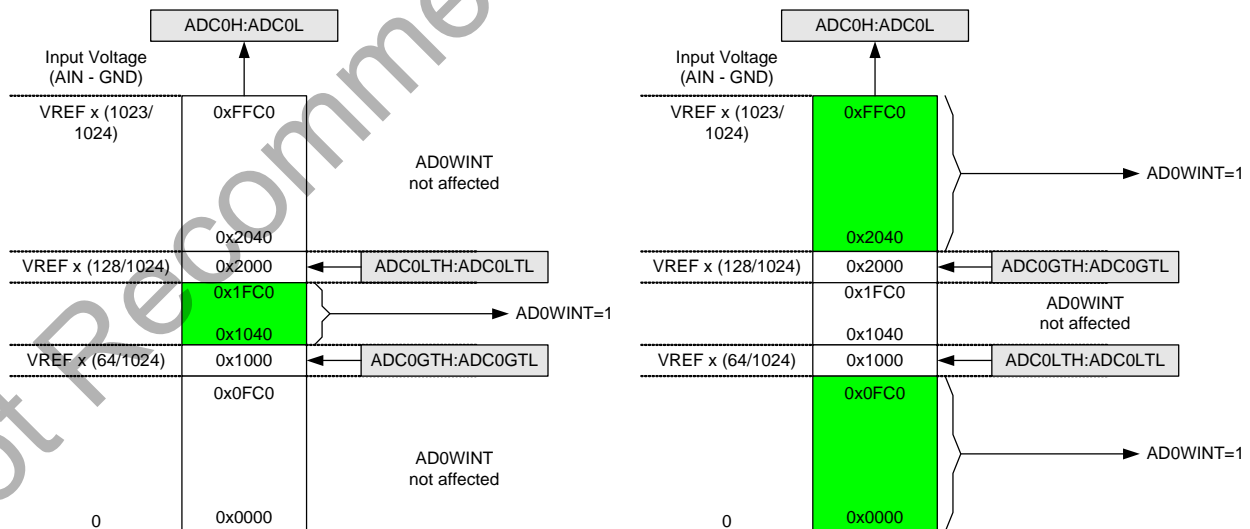 ADC0H:ADC0L
Input Voltage
(AIN - GND)
VREF x (1023/
1024)
0xFFC0
AD0WINT
not affected
0x2040
VREF x (128/1024)
0x2000
ADC0LTH:ADC0LTL
0x1FC0
AD0WINT=1
0x1040
VREF x (64/1024)
0x1000
ADC0GTH:ADC0GTL
0x0FC0
AD0WINT
not affected
0x0000
0
ADC0H:ADC0L
Input Voltage
(AIN - GND)
VREF x (1023/
1024)
0xFFC0
AD0WINT=1
0x2040
VREF x (128/1024)
0x2000
ADC0GTH:ADC0GTL
0x1FC0
AD0WINT
not affected
0x1040
VREF x (64/1024)
0x1000
ADC0LTH:ADC0LTL
0x0FC0
AD0WINT=1
0x0000
0
ot Recomme